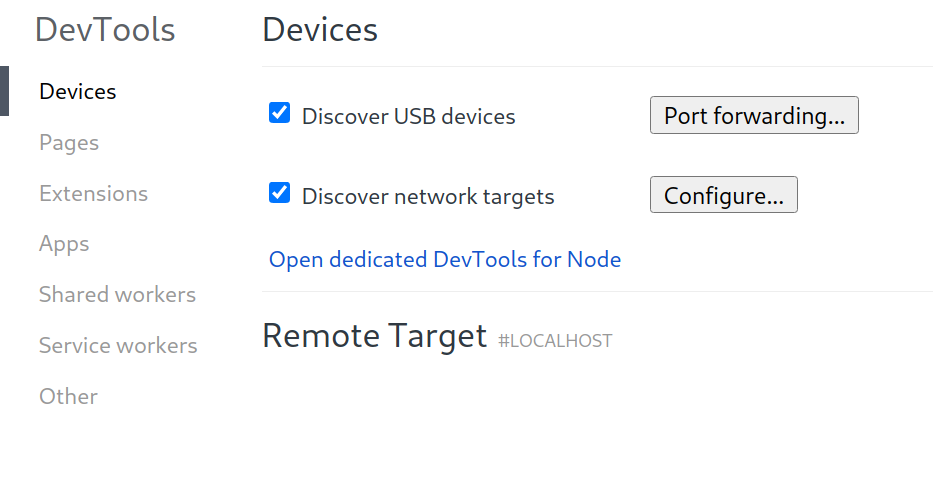 DevTools
Devices
Pages
Extensions
Apps
Shared workers
Service workers
Other
Devices
Discover USB devices
Port forwarding...
Discover network targets
Configure...
Open dedicated DevTools for Node
Remote Target #LOCALHOST